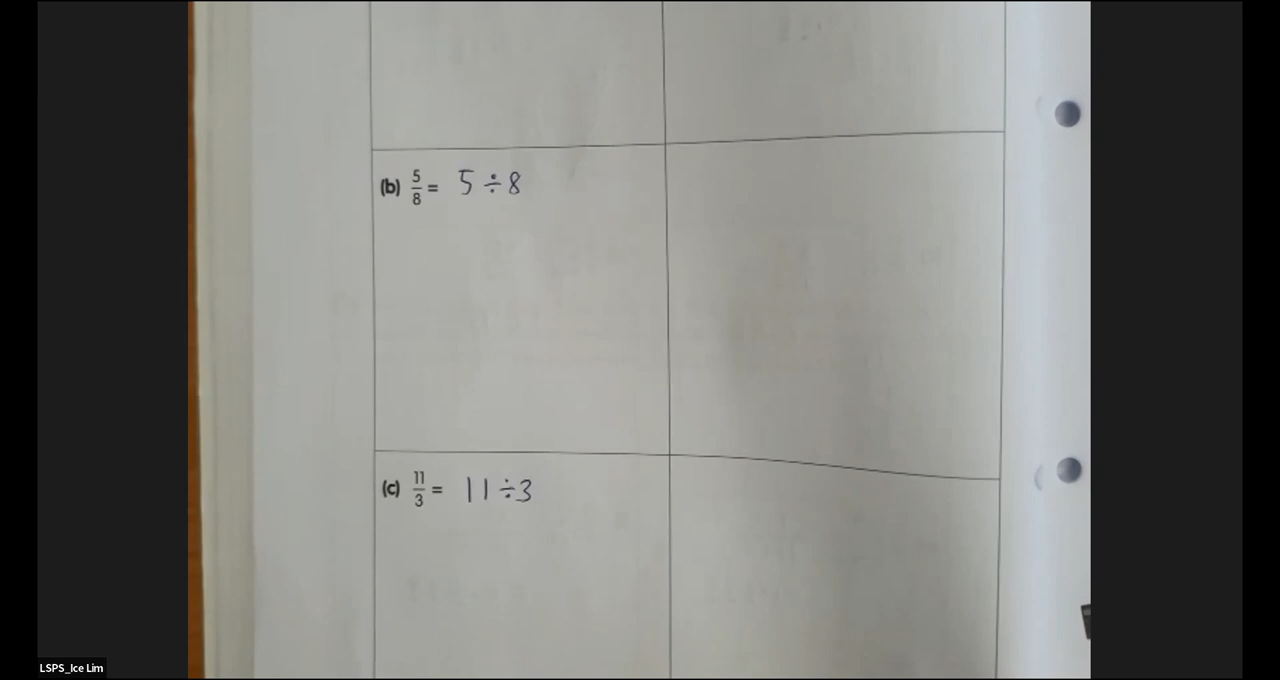 (b) 5/8 = 5 ÷ 8
(c) 11/3 = 11 ÷ 3
LSPS_Ice Lim